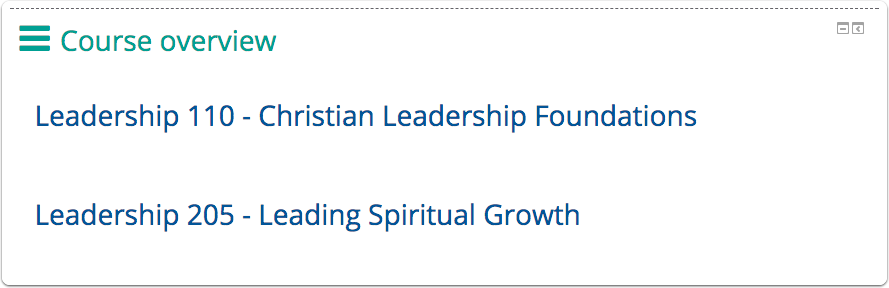 Course overview
Leadership 110 - Christian Leadership Foundations
Leadership 205 - Leading Spiritual Growth